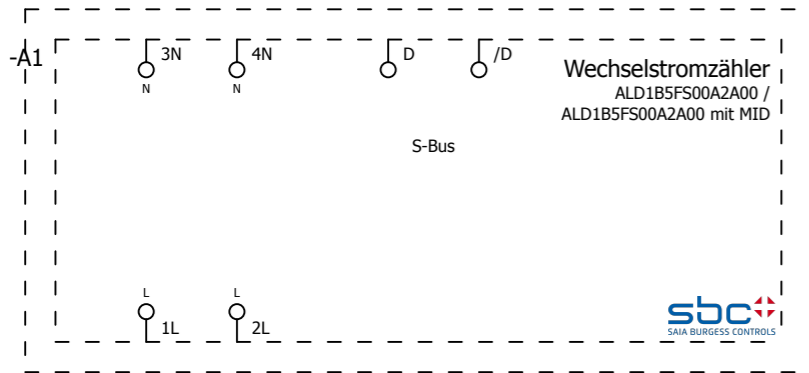 -A1
3N
4N
D
/D
N
N
Wechselstromzähler
ALD1B5FS00A2A00 /
ALD1B5FS00A2A00 mit MID
S-Bus
L
L
1L
2L
sbc
SAIA BURGESS CONTROLS